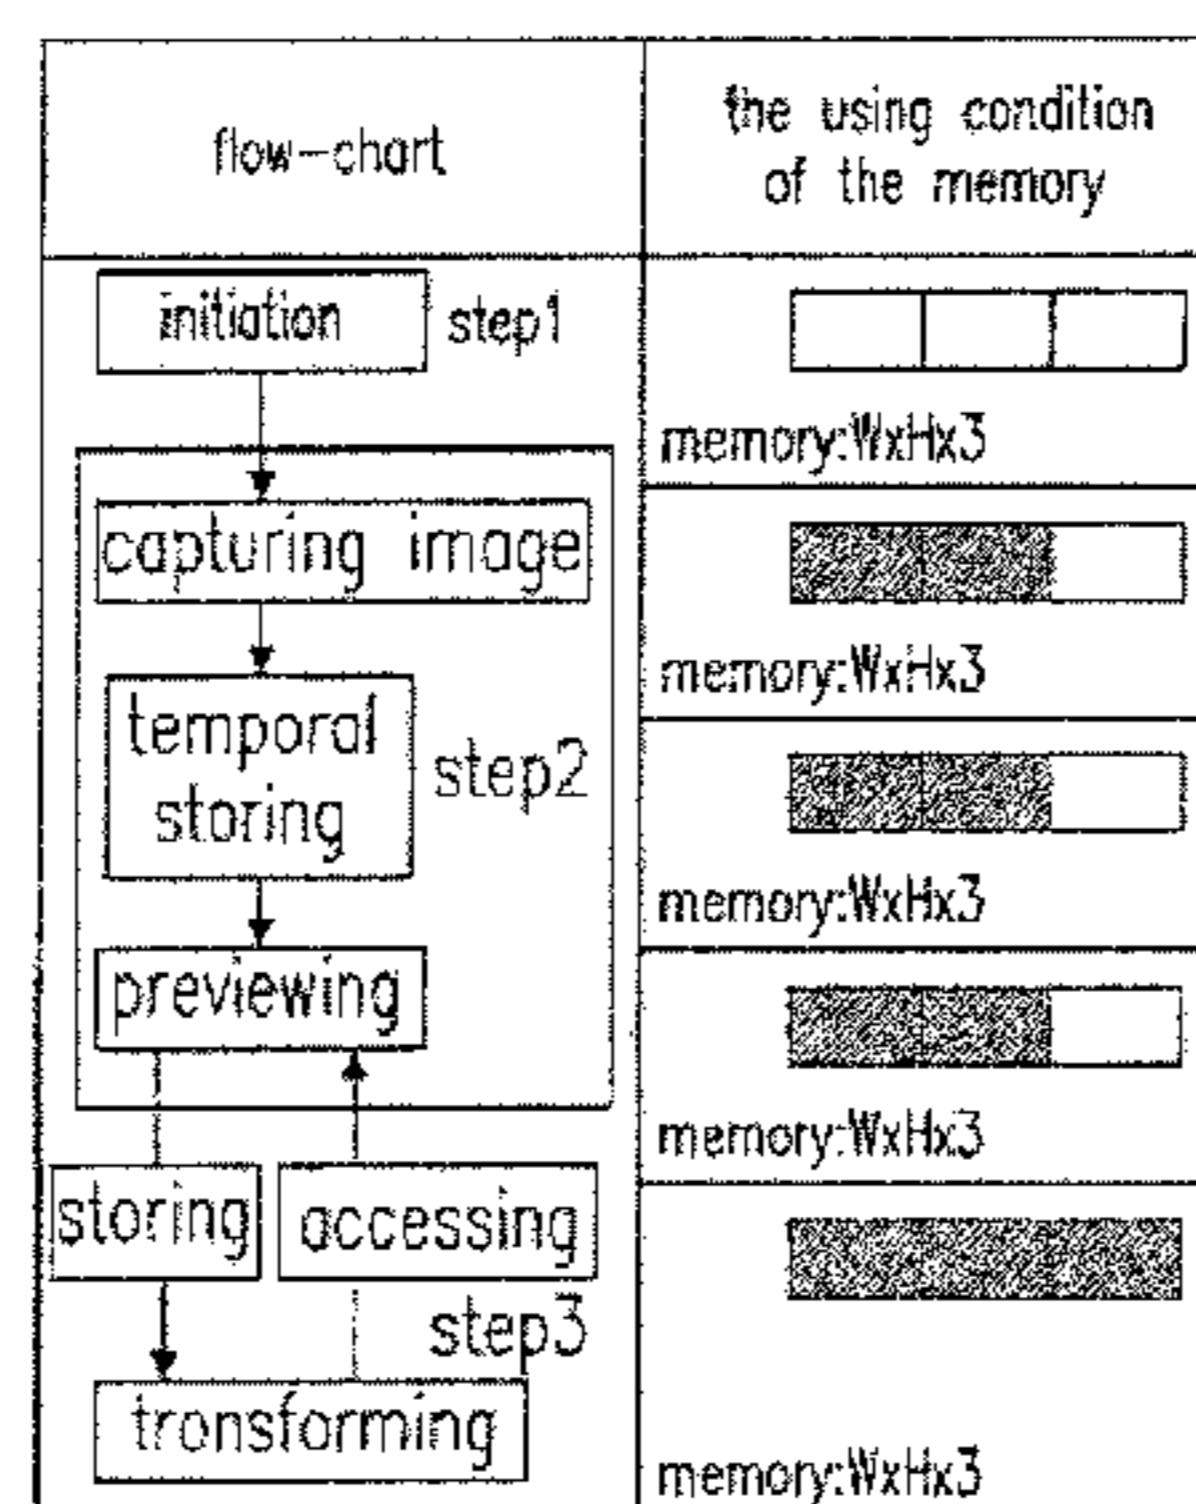 flow-chart
the using condition
of the memory
initiation
step1
memory:WxHx3
capturing image
memory:WxHx3
temporal
storing
step2
memory:WxHx3
previewing
memory:WxHx3
storing
accessing
step3
transforming
memory:WxHx3